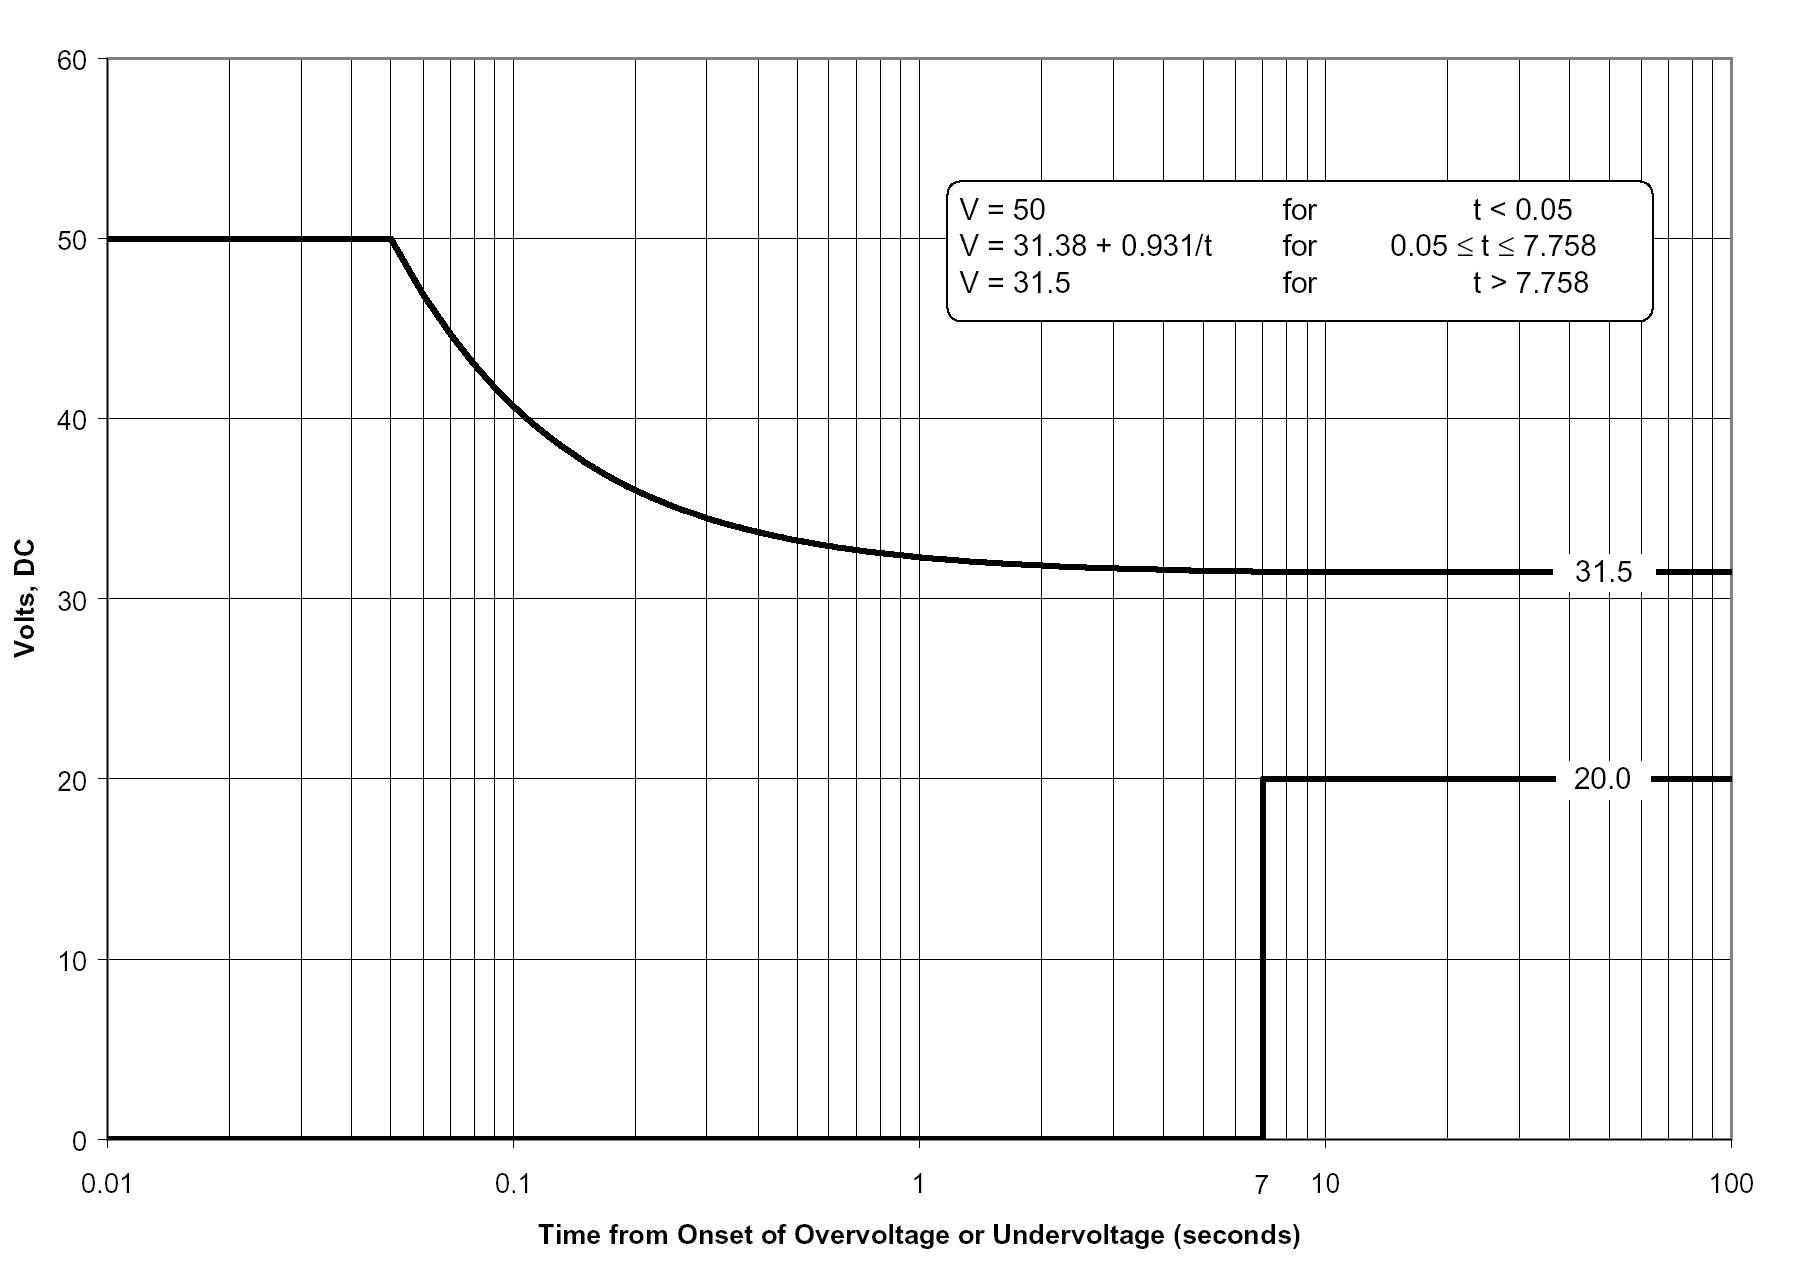 60
50
40
30
20
10
0
Volts, DC
V = 50 for t < 0.05
V = 31.38 + 0.931/t for 0.05 ≤ t ≤ 7.758
V = 31.5 for t > 7.758
31.5
20.0
0.01 0.1 1 7 10 100
Time from Onset of Overvoltage or Undervoltage (seconds)